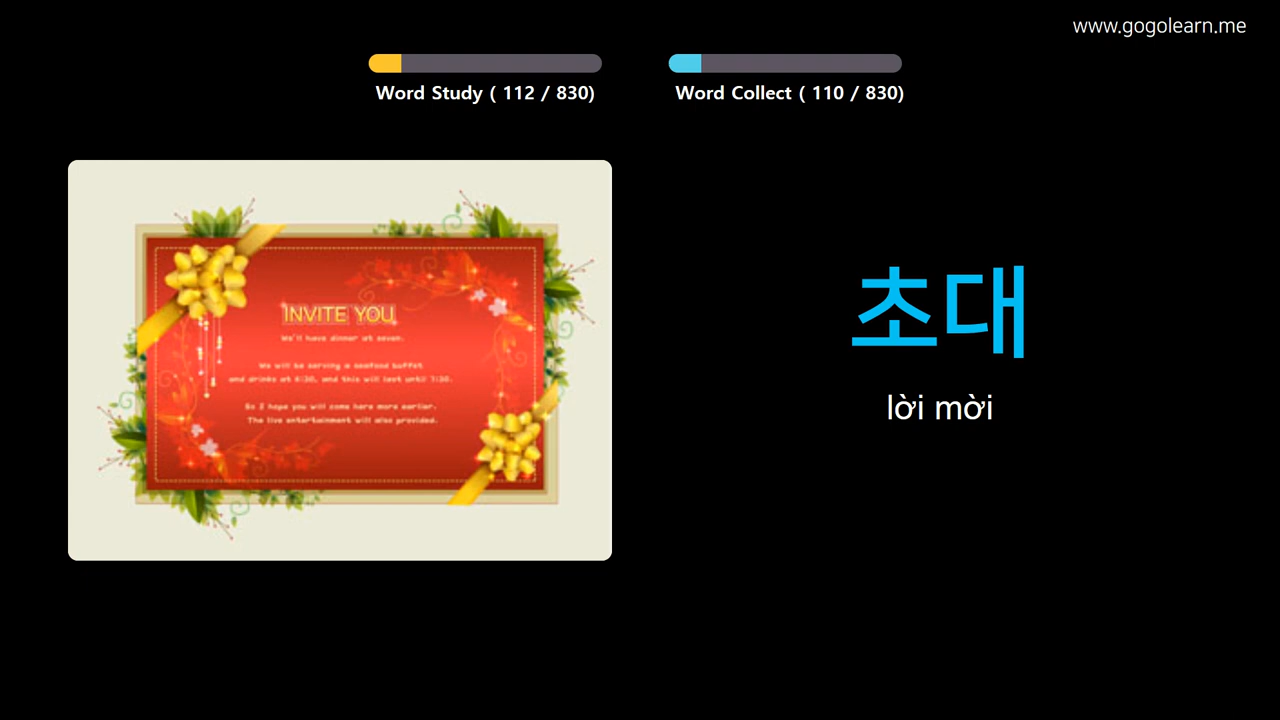 www.gogolearn.me
Word Study ( 112 / 830)
Word Collect ( 110 / 830)
INVITE YOU
We'll have dinner at seven.
We will be serving a seafood buffet
and drinks at 6:30, and this will last until 7:30.
So I hope you will come here more earlier.
The live entertainment will also provided.
초대
lời mời